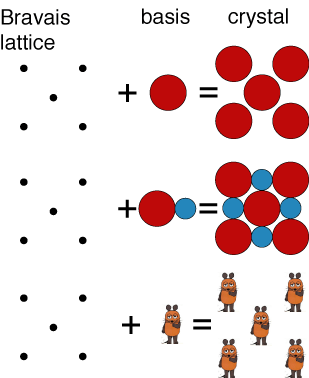 Bravais lattice basis crystal
+ =
+ =
+ =